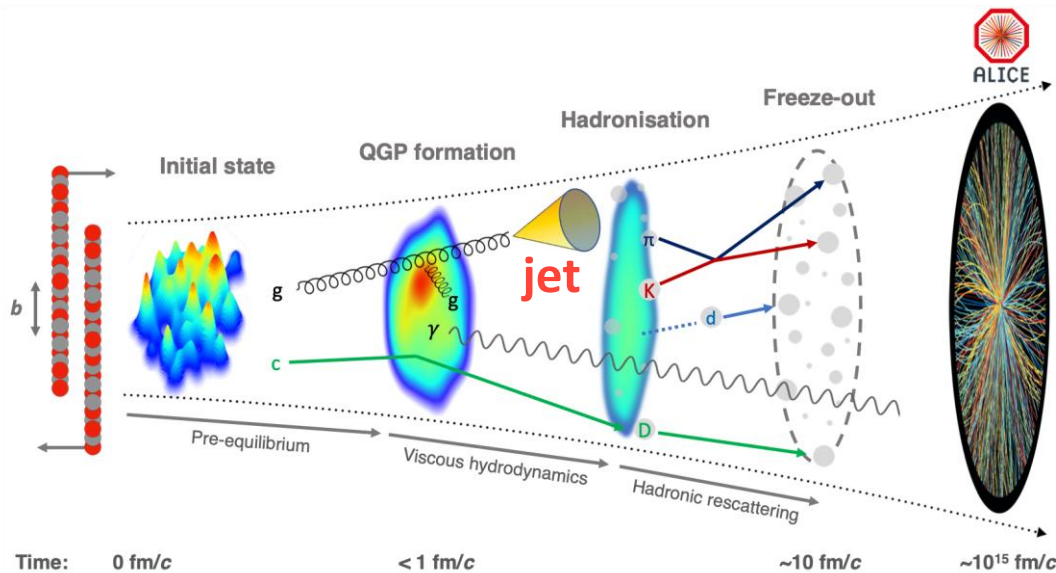 ALICE
Freeze-out
Hadronisation
QGP formation
Initial state
π
g
jet
K
g
b
d
γ
c
D
Pre-equilibrium
Viscous hydrodynamics
Hadronic rescattering
Time: 0 fm/c < 1 fm/c ~10 fm/c ~10¹⁵ fm/c